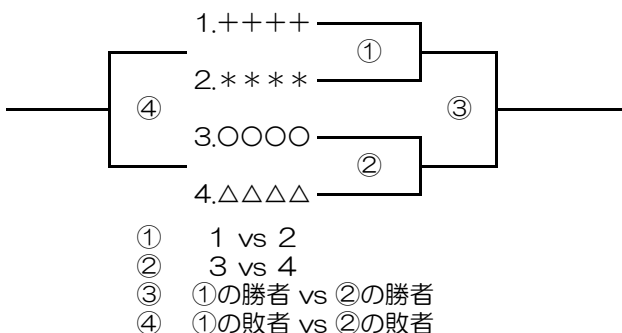 1.++++
①
2.＊＊＊＊
④
③
3.○○○○
②
4.△△△△
① 1 vs 2
② 3 vs 4
③ ①の勝者 vs ②の勝者
④ ①の敗者 vs ②の敗者